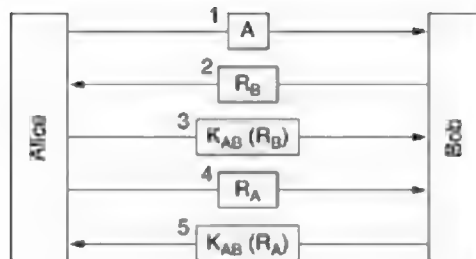 1 A
2 R_B
3 K_AB (R_B)
4 R_A
5 K_AB (R_A)
Alice
Bob